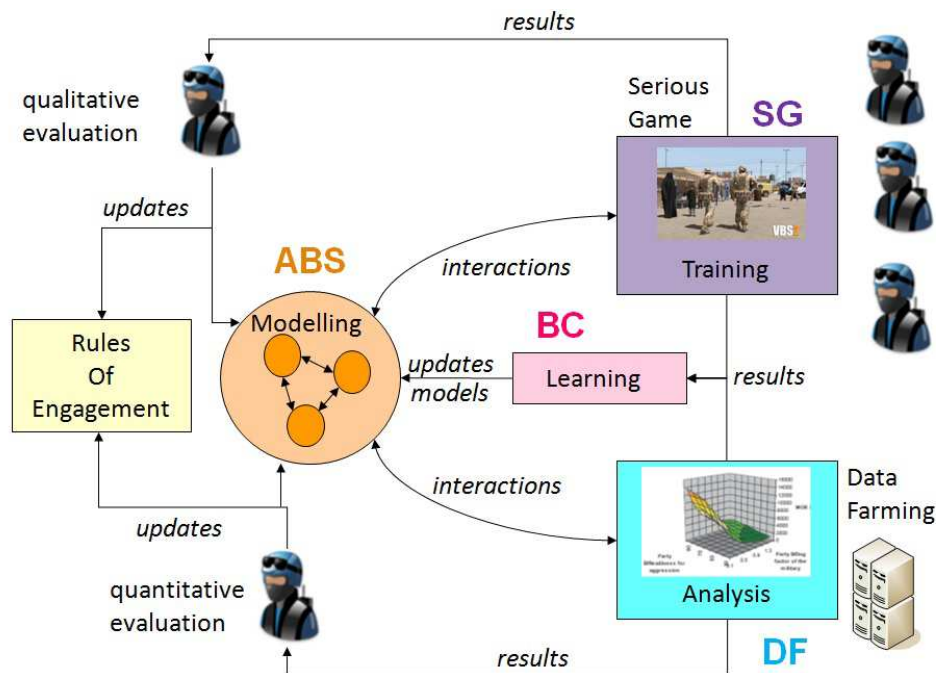 results
qualitative
evaluation
Serious
Game
SG
VBS2
Training
updates
ABS
interactions
Modelling
Rules
Of
Engagement
BC
updates
models
Learning
results
interactions
Data
Farming
Analysis
updates
quantitative
evaluation
results
DF